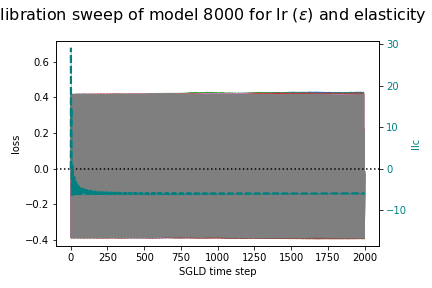 libration sweep of model 8000 for lr (ε) and elasticity
0.6
0.4
0.2
0.0
−0.2
−0.4
loss
30
20
10
0
−10
llc
0 250 500 750 1000 1250 1500 1750 2000
SGLD time step